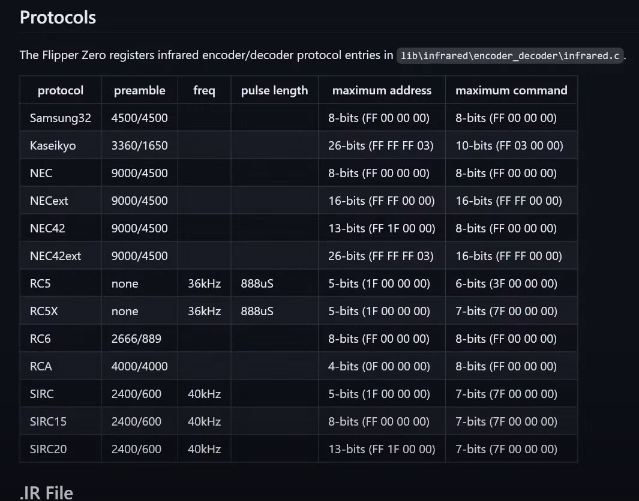 Protocols
The Flipper Zero registers infrared encoder/decoder protocol entries in lib\infrared\encoder_decoder\infrared.c.
protocol preamble freq pulse length maximum address maximum command
Samsung32 4500/4500 8-bits (FF 00 00 00) 8-bits (FF 00 00 00)
Kaseikyo 3360/1650 26-bits (FF FF FF 03) 10-bits (FF 03 00 00)
NEC 9000/4500 8-bits (FF 00 00 00) 8-bits (FF 00 00 00)
NECext 9000/4500 16-bits (FF FF 00 00) 16-bits (FF FF 00 00)
NEC42 9000/4500 13-bits (FF 1F 00 00) 8-bits (FF 00 00 00)
NEC42ext 9000/4500 26-bits (FF FF FF 03) 16-bits (FF FF 00 00)
RC5 none 36kHz 888uS 5-bits (1F 00 00 00) 6-bits (3F 00 00 00)
RC5X none 36kHz 888uS 5-bits (1F 00 00 00) 7-bits (7F 00 00 00)
RC6 2666/889 8-bits (FF 00 00 00) 8-bits (FF 00 00 00)
RCA 4000/4000 4-bits (0F 00 00 00) 8-bits (FF 00 00 00)
SIRC 2400/600 40kHz 5-bits (1F 00 00 00) 7-bits (7F 00 00 00)
SIRC15 2400/600 40kHz 8-bits (FF 00 00 00) 7-bits (7F 00 00 00)
SIRC20 2400/600 40kHz 13-bits (FF 1F 00 00) 7-bits (7F 00 00 00)
.IR File